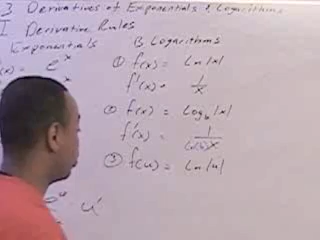 3 Derivatives of Exponentials & Logarithms
I Derivative Rules
Exponentials
(x) = e^x
x
e^u · u'
B Logarithms
① f(x) = Ln|x|
f'(x) = 1/x
② f(x) = Log_b|x|
f'(x) = 1/(Ln(b)x)
③ f(u) = Ln|u|